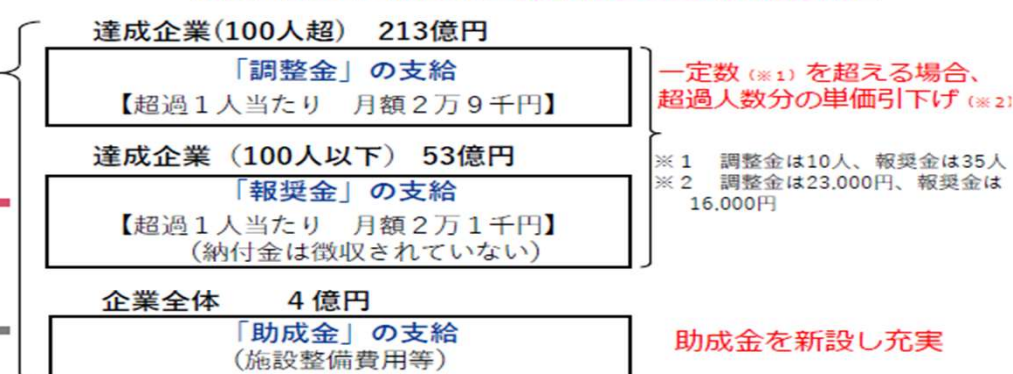 達成企業(100人超) 213億円
「調整金」の支給
【超過1人当たり 月額2万9千円】
一定数(※1)を超える場合、
超過人数分の単価引下げ(※2)
達成企業(100人以下) 53億円
「報奨金」の支給
【超過1人当たり 月額2万1千円】
(納付金は徴収されていない)
※1 調整金は10人、報奨金は35人
※2 調整金は23.000円、報奨金は
16.000円
企業全体 4億円
「助成金」の支給
(施設整備費用等)
助成金を新設し充実